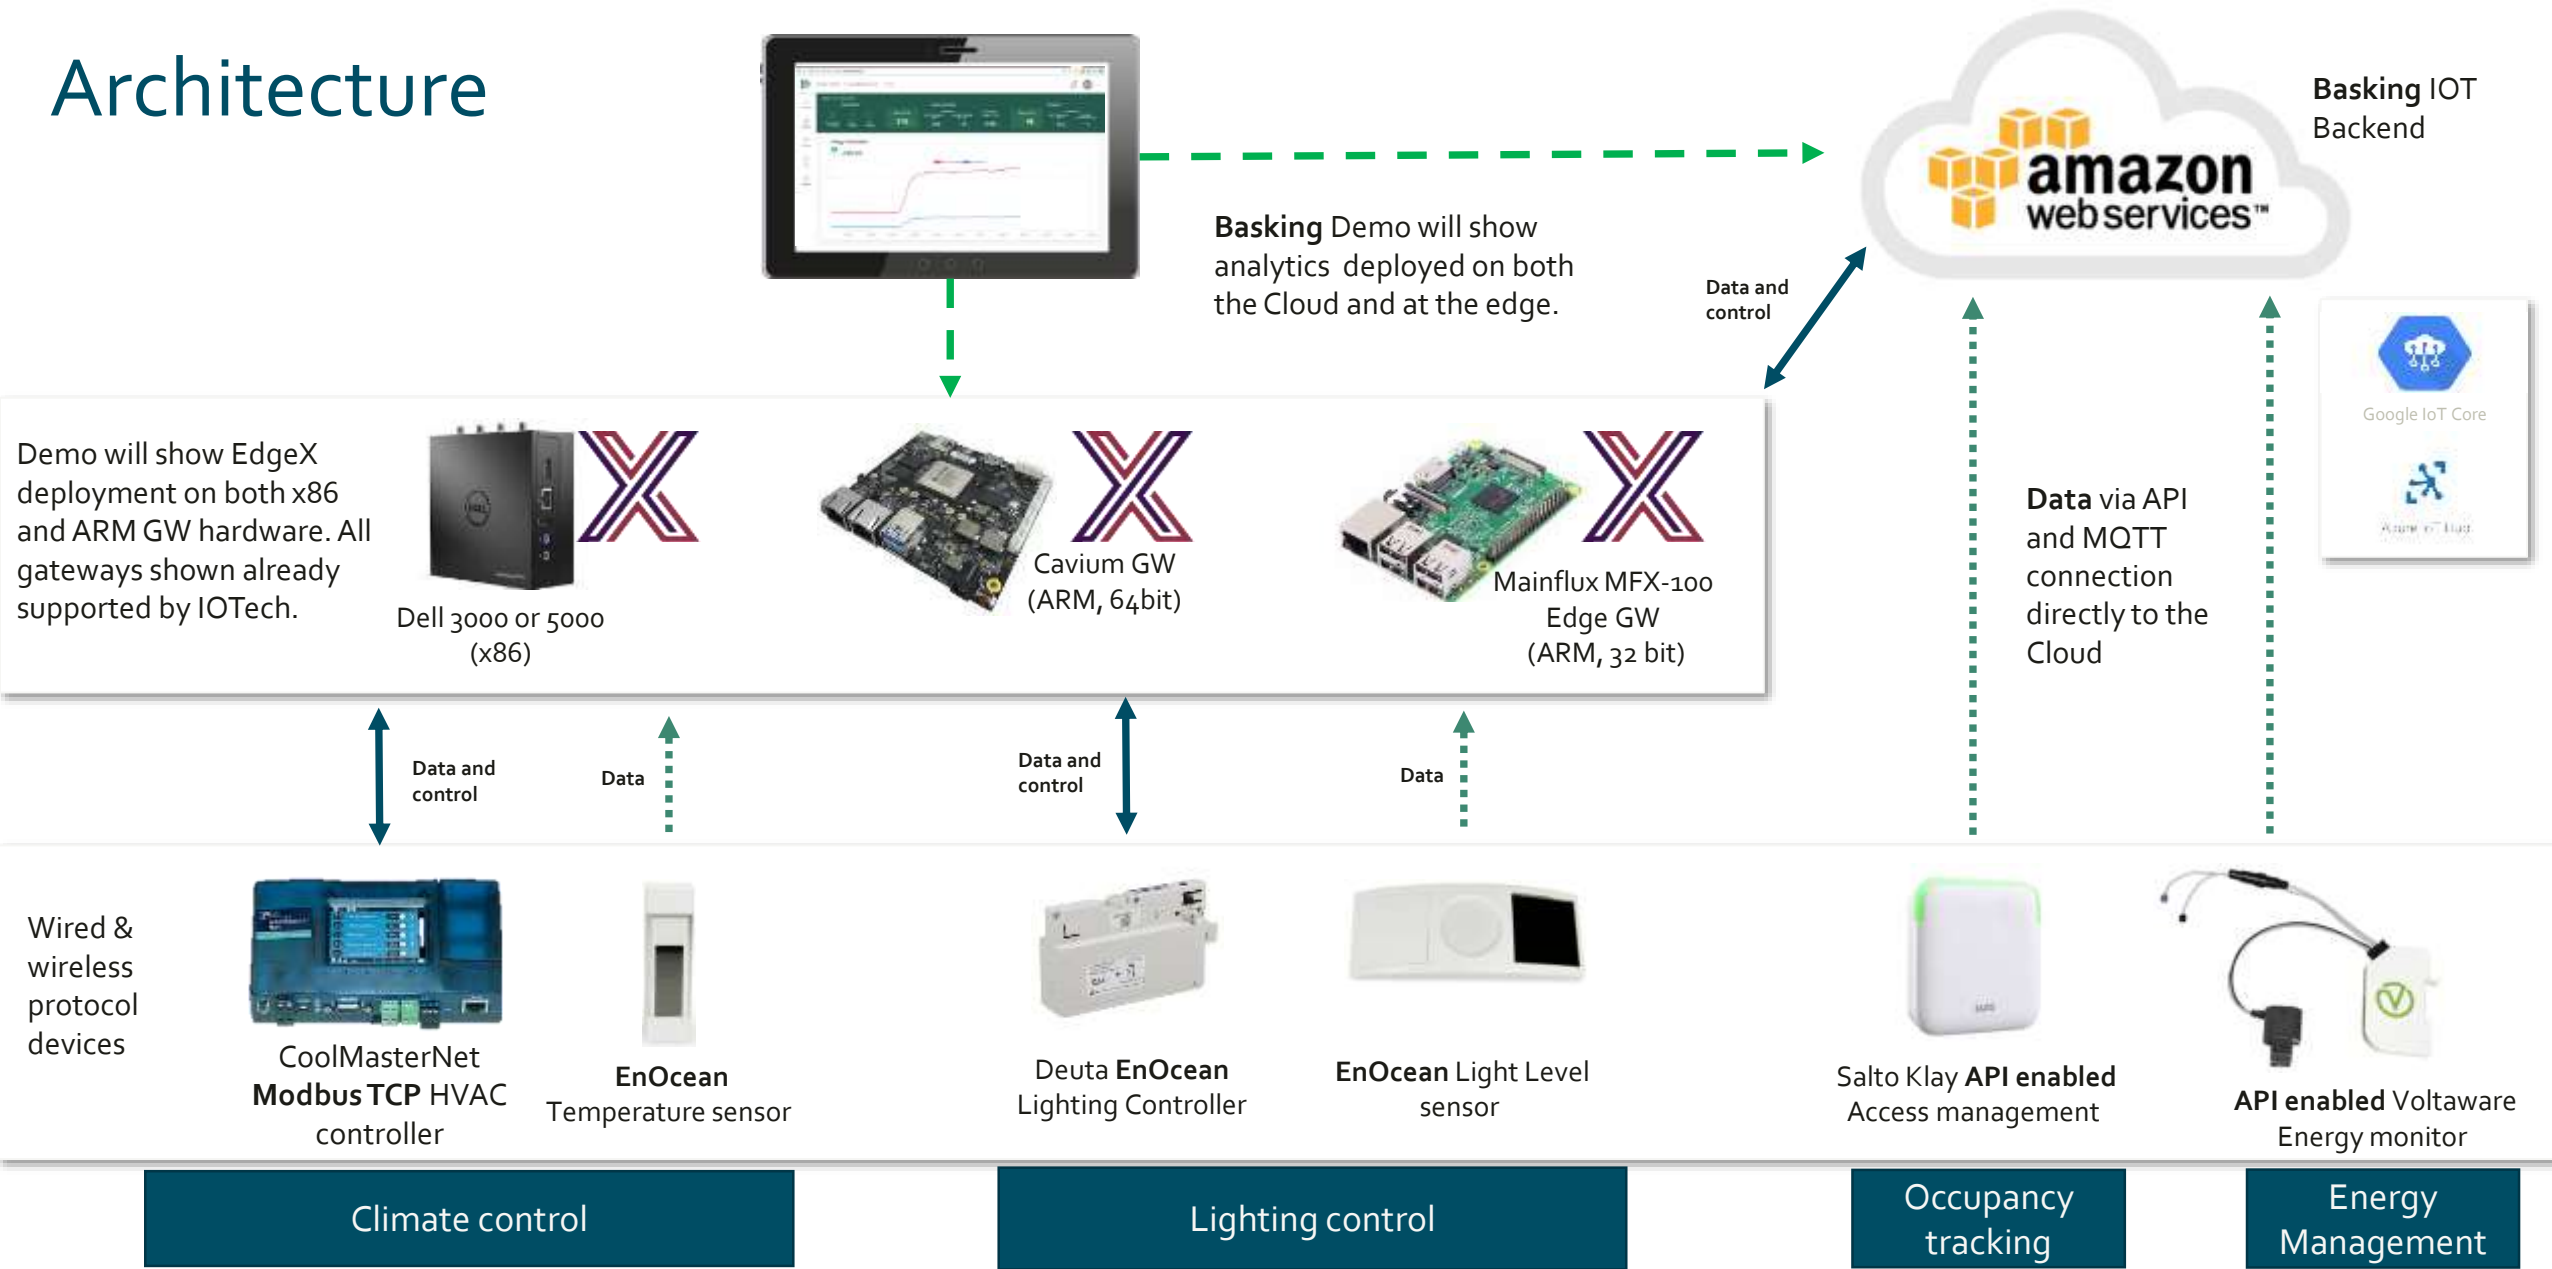 Architecture
Basking IOT
Backend
amazon
web services™
Basking Demo will show
analytics deployed on both
the Cloud and at the edge.
Data and
control
Google IoT Core
Azure IoT Hub
Demo will show EdgeX
deployment on both x86
and ARM GW hardware. All
gateways shown already
supported by IOTech.
DELL
Dell 3000 or 5000
(x86)
Cavium GW
(ARM, 64bit)
Mainflux MFX-100
Edge GW
(ARM, 32 bit)
Data via API
and MQTT
connection
directly to the
Cloud
Data and
control
Data
Data and
control
Data
Wired &
wireless
protocol
devices
CoolMasterNet
Modbus TCP HVAC
controller
EnOcean
Temperature sensor
Deuta EnOcean
Lighting Controller
EnOcean Light Level
sensor
Salto Klay API enabled
Access management
API enabled Voltaware
Energy monitor
Climate control
Lighting control
Occupancy
tracking
Energy
Management